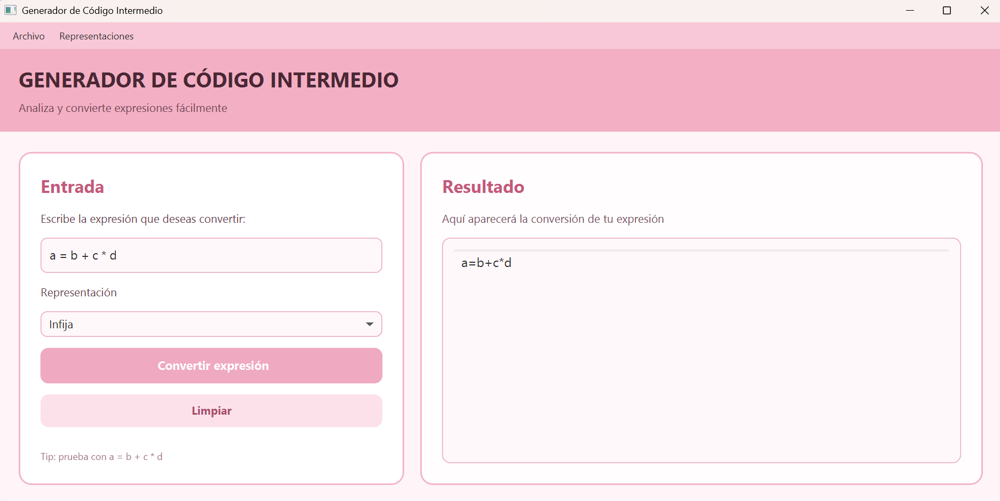 Generador de Código Intermedio
Archivo Representaciones
GENERADOR DE CÓDIGO INTERMEDIO
Analiza y convierte expresiones fácilmente
Entrada
Escribe la expresión que deseas convertir:
a = b + c * d
Representación
Infija
Convertir expresión
Limpiar
Tip: prueba con a = b + c * d
Resultado
Aquí aparecerá la conversión de tu expresión
a=b+c*d